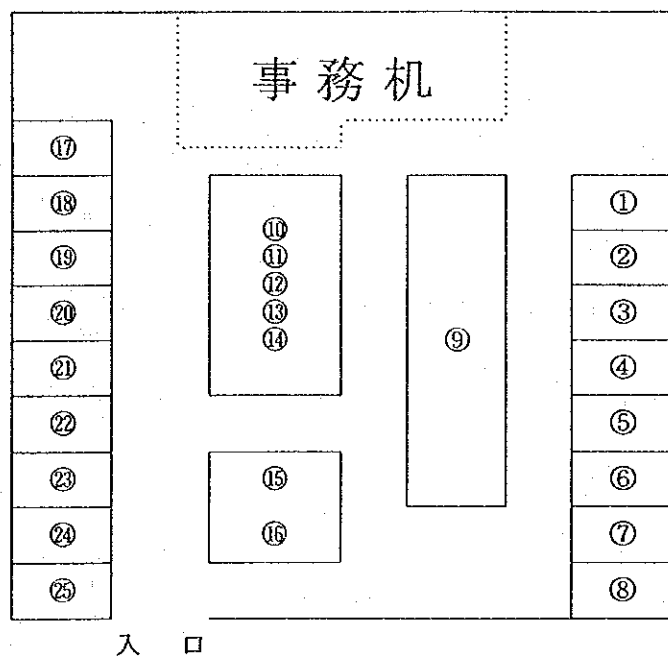 事務机
⑰
⑱ ⑩ ①
⑲ ⑪ ②
⑫
⑳ ⑬ ③
㉑ ⑭ ⑨ ④
㉒ ⑤
㉓ ⑮ ⑥
㉔ ⑯ ⑦
㉕ ⑧
入口